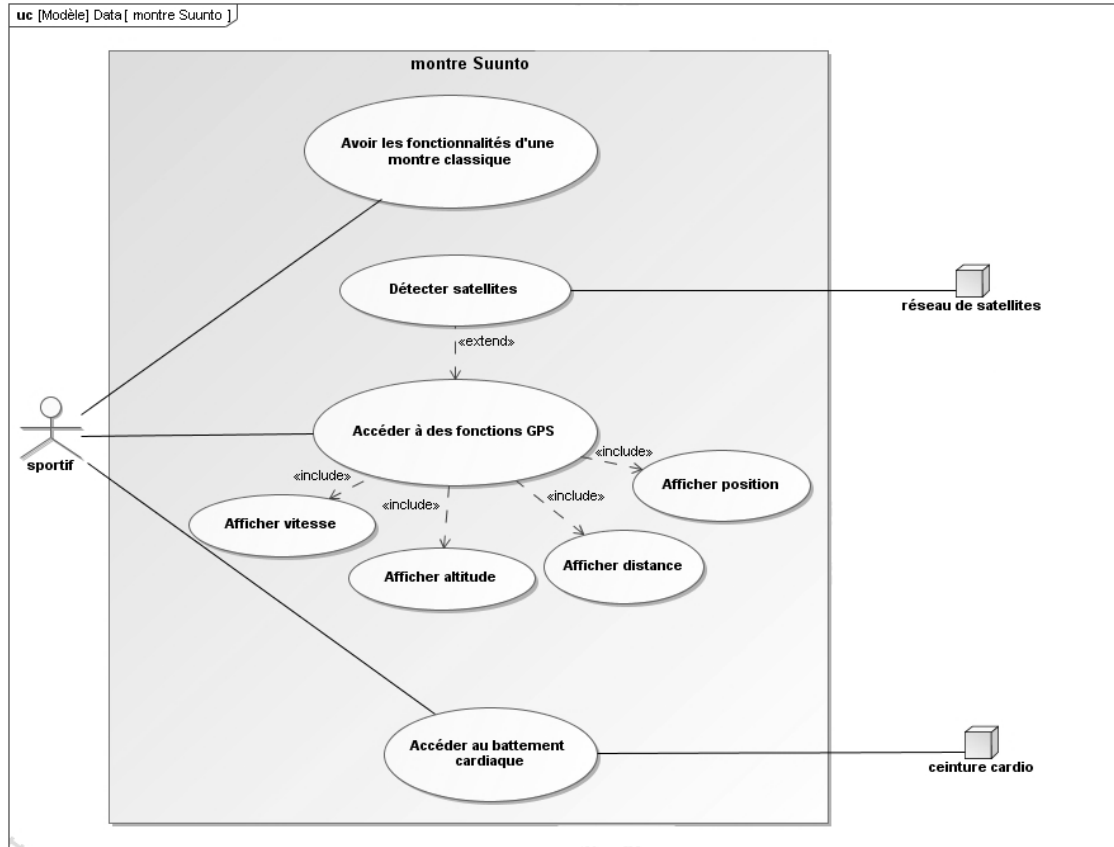 uc [Modèle] Data [ montre Suunto ]
montre Suunto
Avoir les fonctionnalités d'une
montre classique
Détecter satellites
réseau de satellites
«extend»
Accéder à des fonctions GPS
sportif
«include»
Afficher position
«include»
«include»
«include»
Afficher vitesse
Afficher altitude
Afficher distance
Accéder au battement
cardiaque
ceinture cardio